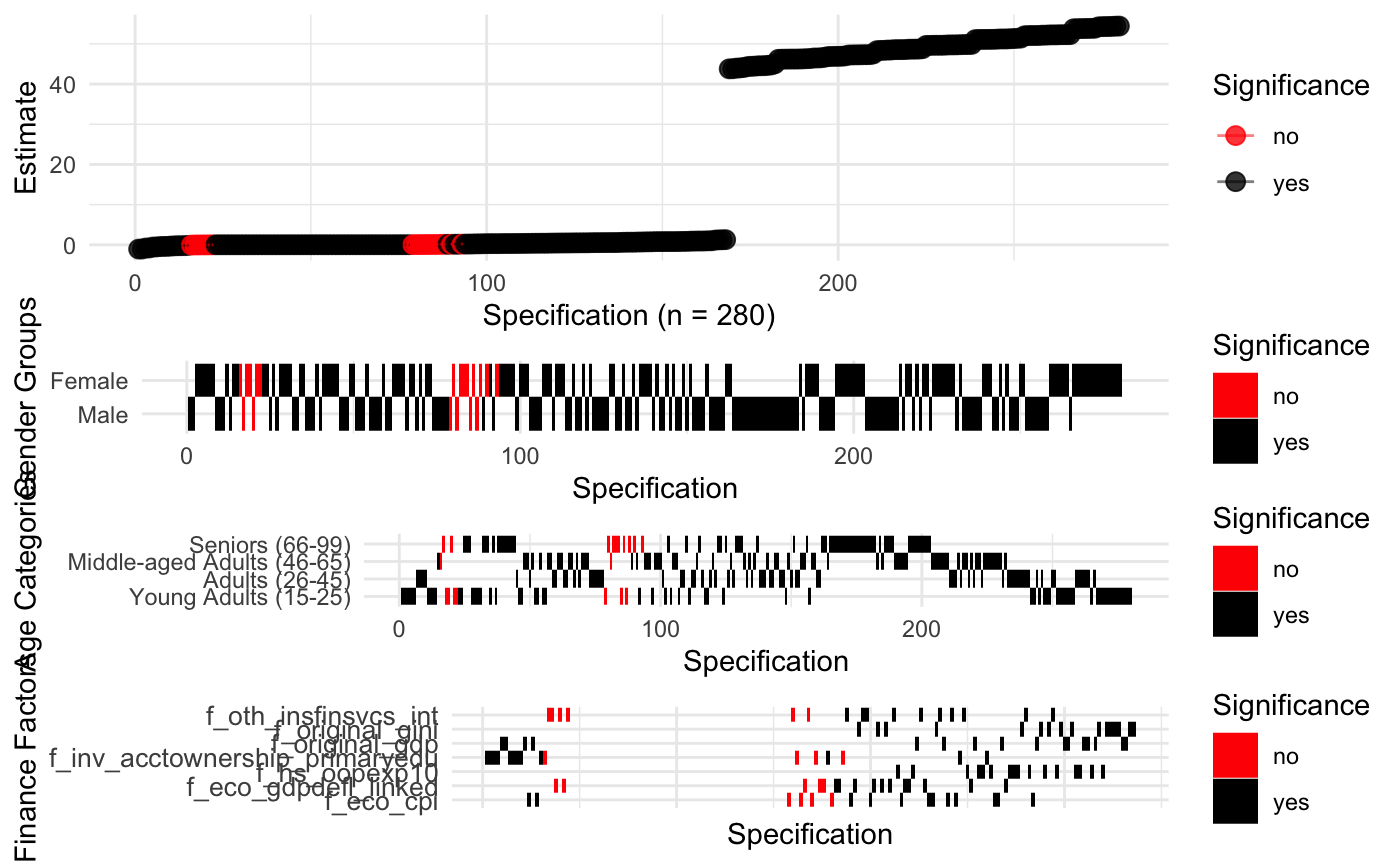 Estimate
40
20
0
0
100
200
Specification (n = 280)
Significance
no
yes
Gender Groups
Female
Male
0
100
200
Specification
Significance
no
yes
Age Categories
Seniors (66-99)
Middle-aged Adults (46-65)
Adults (26-45)
Young Adults (15-25)
0
100
200
Specification
Significance
no
yes
Finance Factors
f_oth_insfinsvcs_int
f_original_gini
f_original_gdp
f_inv_acctownership_primaryedu
f_hs_popexp10
f_eco_gdpdefl_linked
f_eco_cpi
Specification
Significance
no
yes